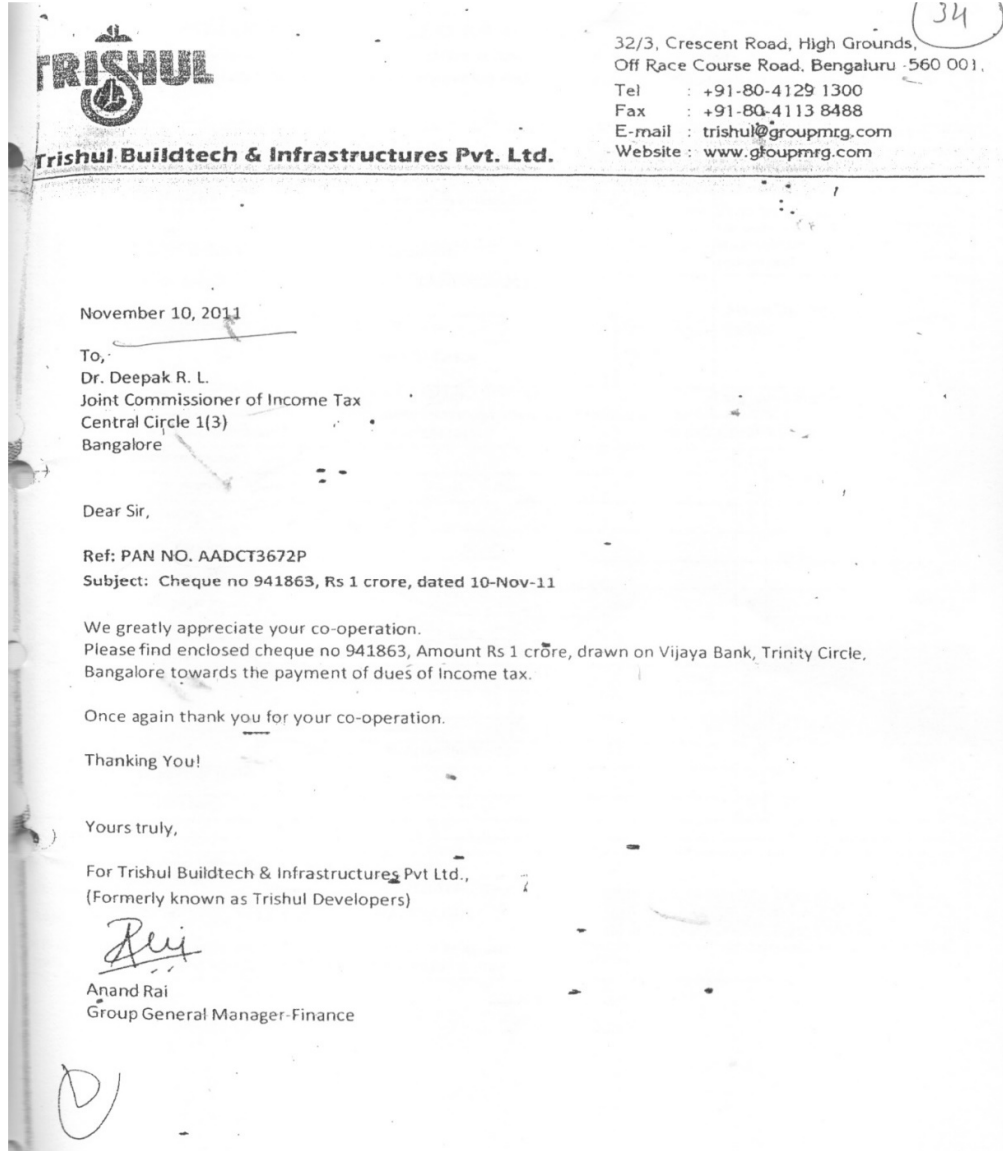 34
TRISHUL
32/3, Crescent Road, High Grounds,
Off Race Course Road, Bengaluru -560 001,
Tel : +91-80-4129 1300
Fax : +91-80-4113 8488
E-mail : trishul@groupmrg.com
Website : www.groupmrg.com
Trishul Buildtech & Infrastructures Pvt. Ltd.
November 10, 2011
To,
Dr. Deepak R. L.
Joint Commissioner of Income Tax
Central Circle 1(3)
Bangalore
Dear Sir,
Ref: PAN NO. AADCT3672P
Subject: Cheque no 941863, Rs 1 crore, dated 10-Nov-11
We greatly appreciate your co-operation.
Please find enclosed cheque no 941863, Amount Rs 1 crore, drawn on Vijaya Bank, Trinity Circle,
Bangalore towards the payment of dues of Income tax.
Once again thank you for your co-operation.
Thanking You!
Yours truly,
For Trishul Buildtech & Infrastructures Pvt Ltd.,
(Formerly known as Trishul Developers)
Anand Rai
Group General Manager-Finance